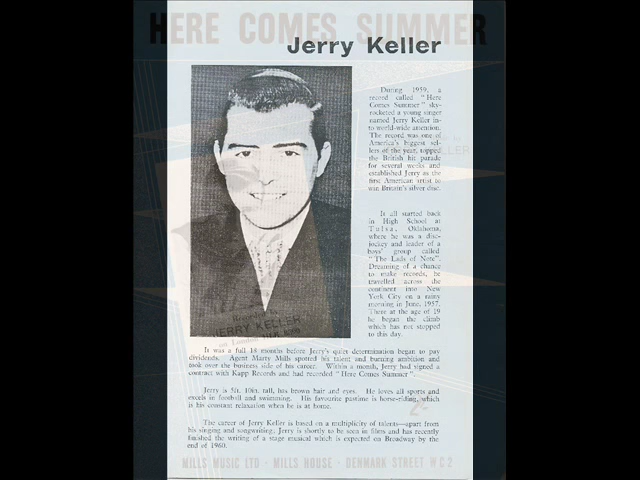 HERE COMES SUMMER
Jerry Keller
During 1959, a
record called "Here
Comes Summer" sky-
rocketed a young singer
named Jerry Keller in-
to world-wide attention.
The record was one of
America's biggest sel-
lers of the year, topped
the British hit parade
for several weeks and
established Jerry as the
first American artist to
win Britain's silver disc.
It all started back
in High School at
Tulsa, Oklahoma,
where he was a disc-
jockey and leader of a
boys' group called
"The Lads of Note".
Dreaming of a chance
to make records, he
travelled across the
continent into New
York City on a rainy
morning in June, 1957.
There at the age of 19
he began the climb
which has not stopped
to this day.
JERRY KELLER
on London
It was a full 18 months before Jerry's quiet determination began to pay
dividends. Agent Marty Mills spotted his talent and burning ambition and
took over the business side of his career. Within a month, Jerry had signed a
contract with Kapp Records and had recorded "Here Comes Summer".
Jerry is 5ft. 10in. tall, has brown hair and eyes. He loves all sports and
excels in football and swimming. His favourite pastime is horse-riding, which
is his constant relaxation when he is at home.
The career of Jerry Keller is based on a multiplicity of talents—apart from
his singing and songwriting, Jerry is shortly to be seen in films and has recently
finished the writing of a stage musical which is expected on Broadway by the
end of 1960.
MILLS MUSIC LTD · MILLS HOUSE · DENMARK STREET WC2